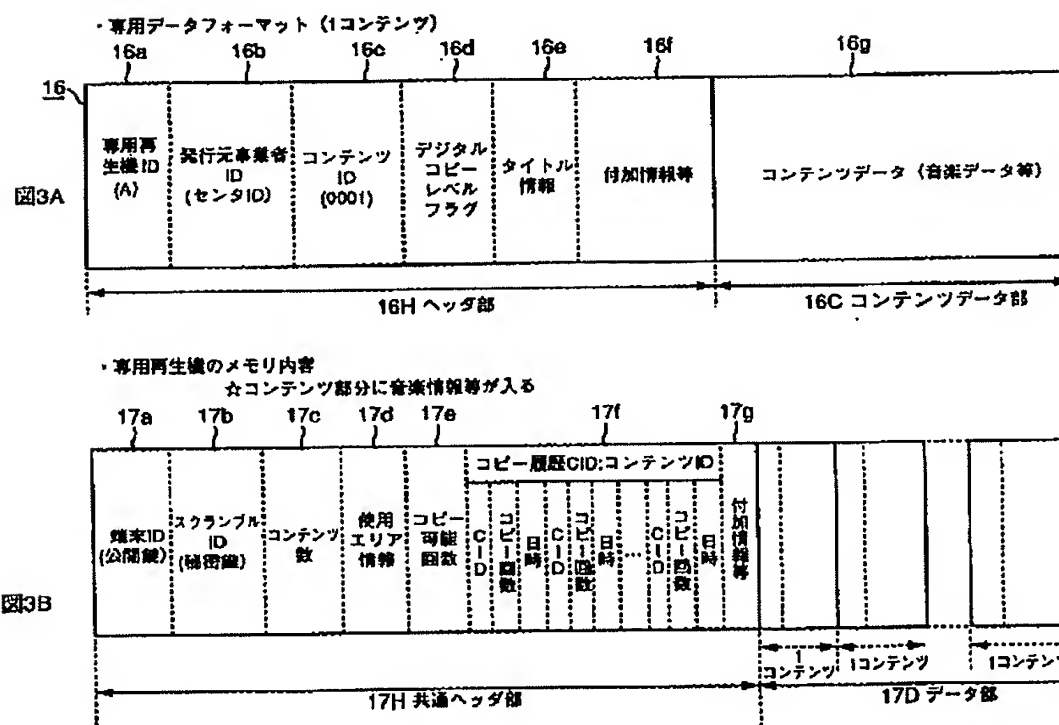 ・専用データフォーマット（1コンテンツ）
16a 16b 16c 16d 16e 16f 16g
16
図3A
専用再
生機ID
(A)
発行元事業者
ID
(センタID)
コンテンツ
ID
(0001)
デジタル
コピー
レベル
フラグ
タイトル
情報
付加情報等
コンテンツデータ（音楽データ等）
16H ヘッダ部
16C コンテンツデータ部
・専用再生機のメモリ内容
☆コンテンツ部分に音楽情報等が入る
17a 17b 17c 17d 17e 17f 17g
図3B
端末ID
(公開鍵)
スクランブル
ID
(秘密鍵)
コンテンツ
数
使用
エリア
情報
コピー
可能
回数
コピー履歴CID:コンテンツID
CID
コピー回数
日時
CID
コピー回数
日時
…
CID
コピー回数
日時
付加情報等
1
コンテンツ
1コンテンツ
1コンテンツ
17H 共通ヘッダ部
17D データ部